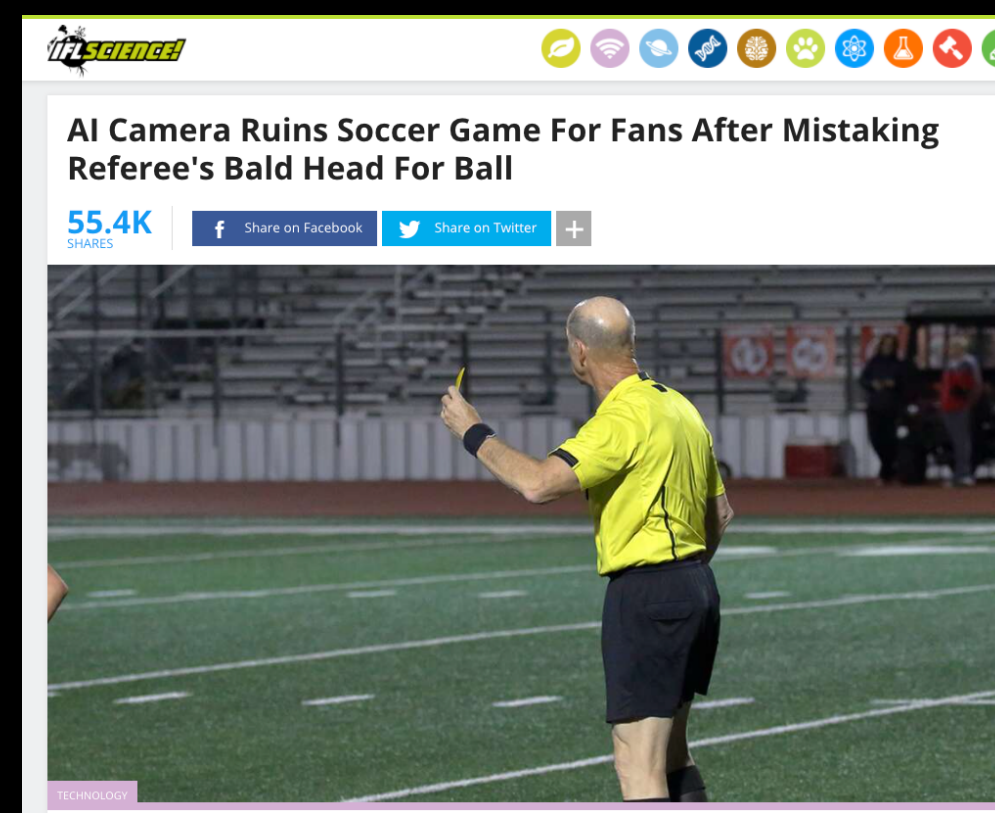 IFLSCIENCE!
AI Camera Ruins Soccer Game For Fans After Mistaking
Referee's Bald Head For Ball
55.4K
SHARES
f Share on Facebook
Share on Twitter
+
TECHNOLOGY